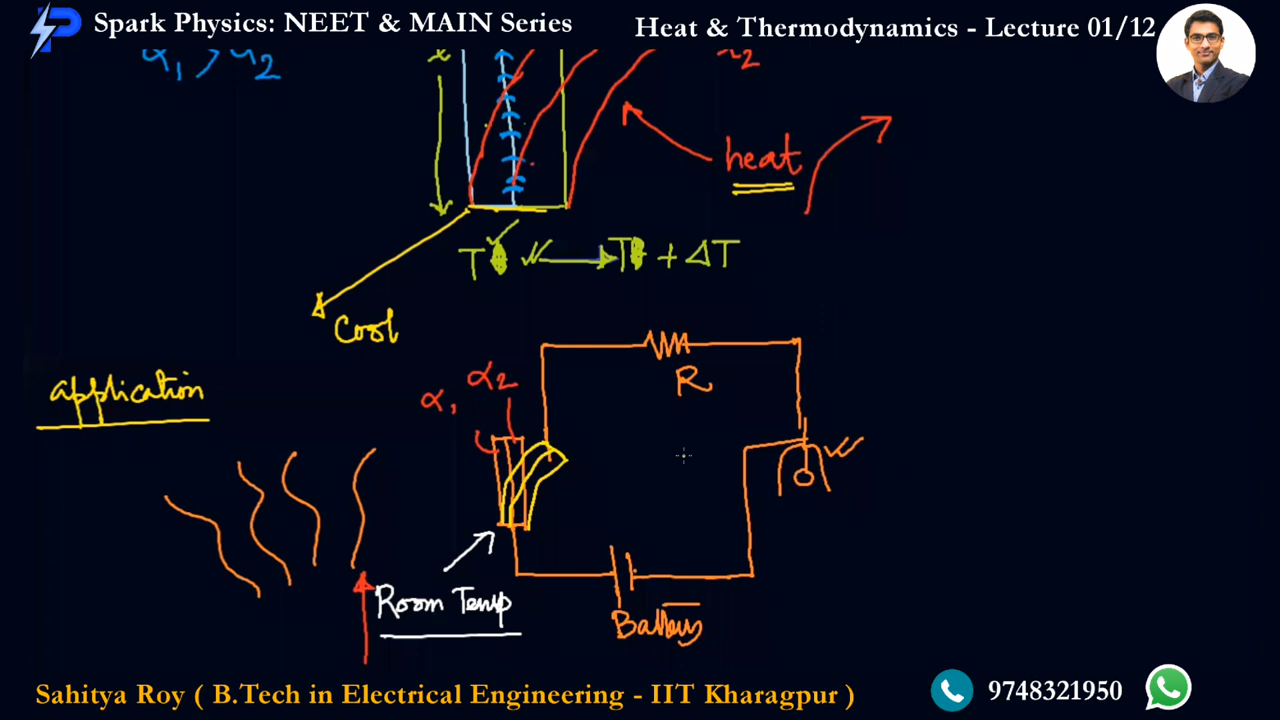 Spark Physics: NEET & MAIN Series
Heat & Thermodynamics - Lecture 01/12
α₁ > α₂
α₂
heat
T → T + ΔT
Cool
application
R
α₁ α₂
Room Temp
Battery
Sahitya Roy ( B.Tech in Electrical Engineering - IIT Kharagpur )
9748321950